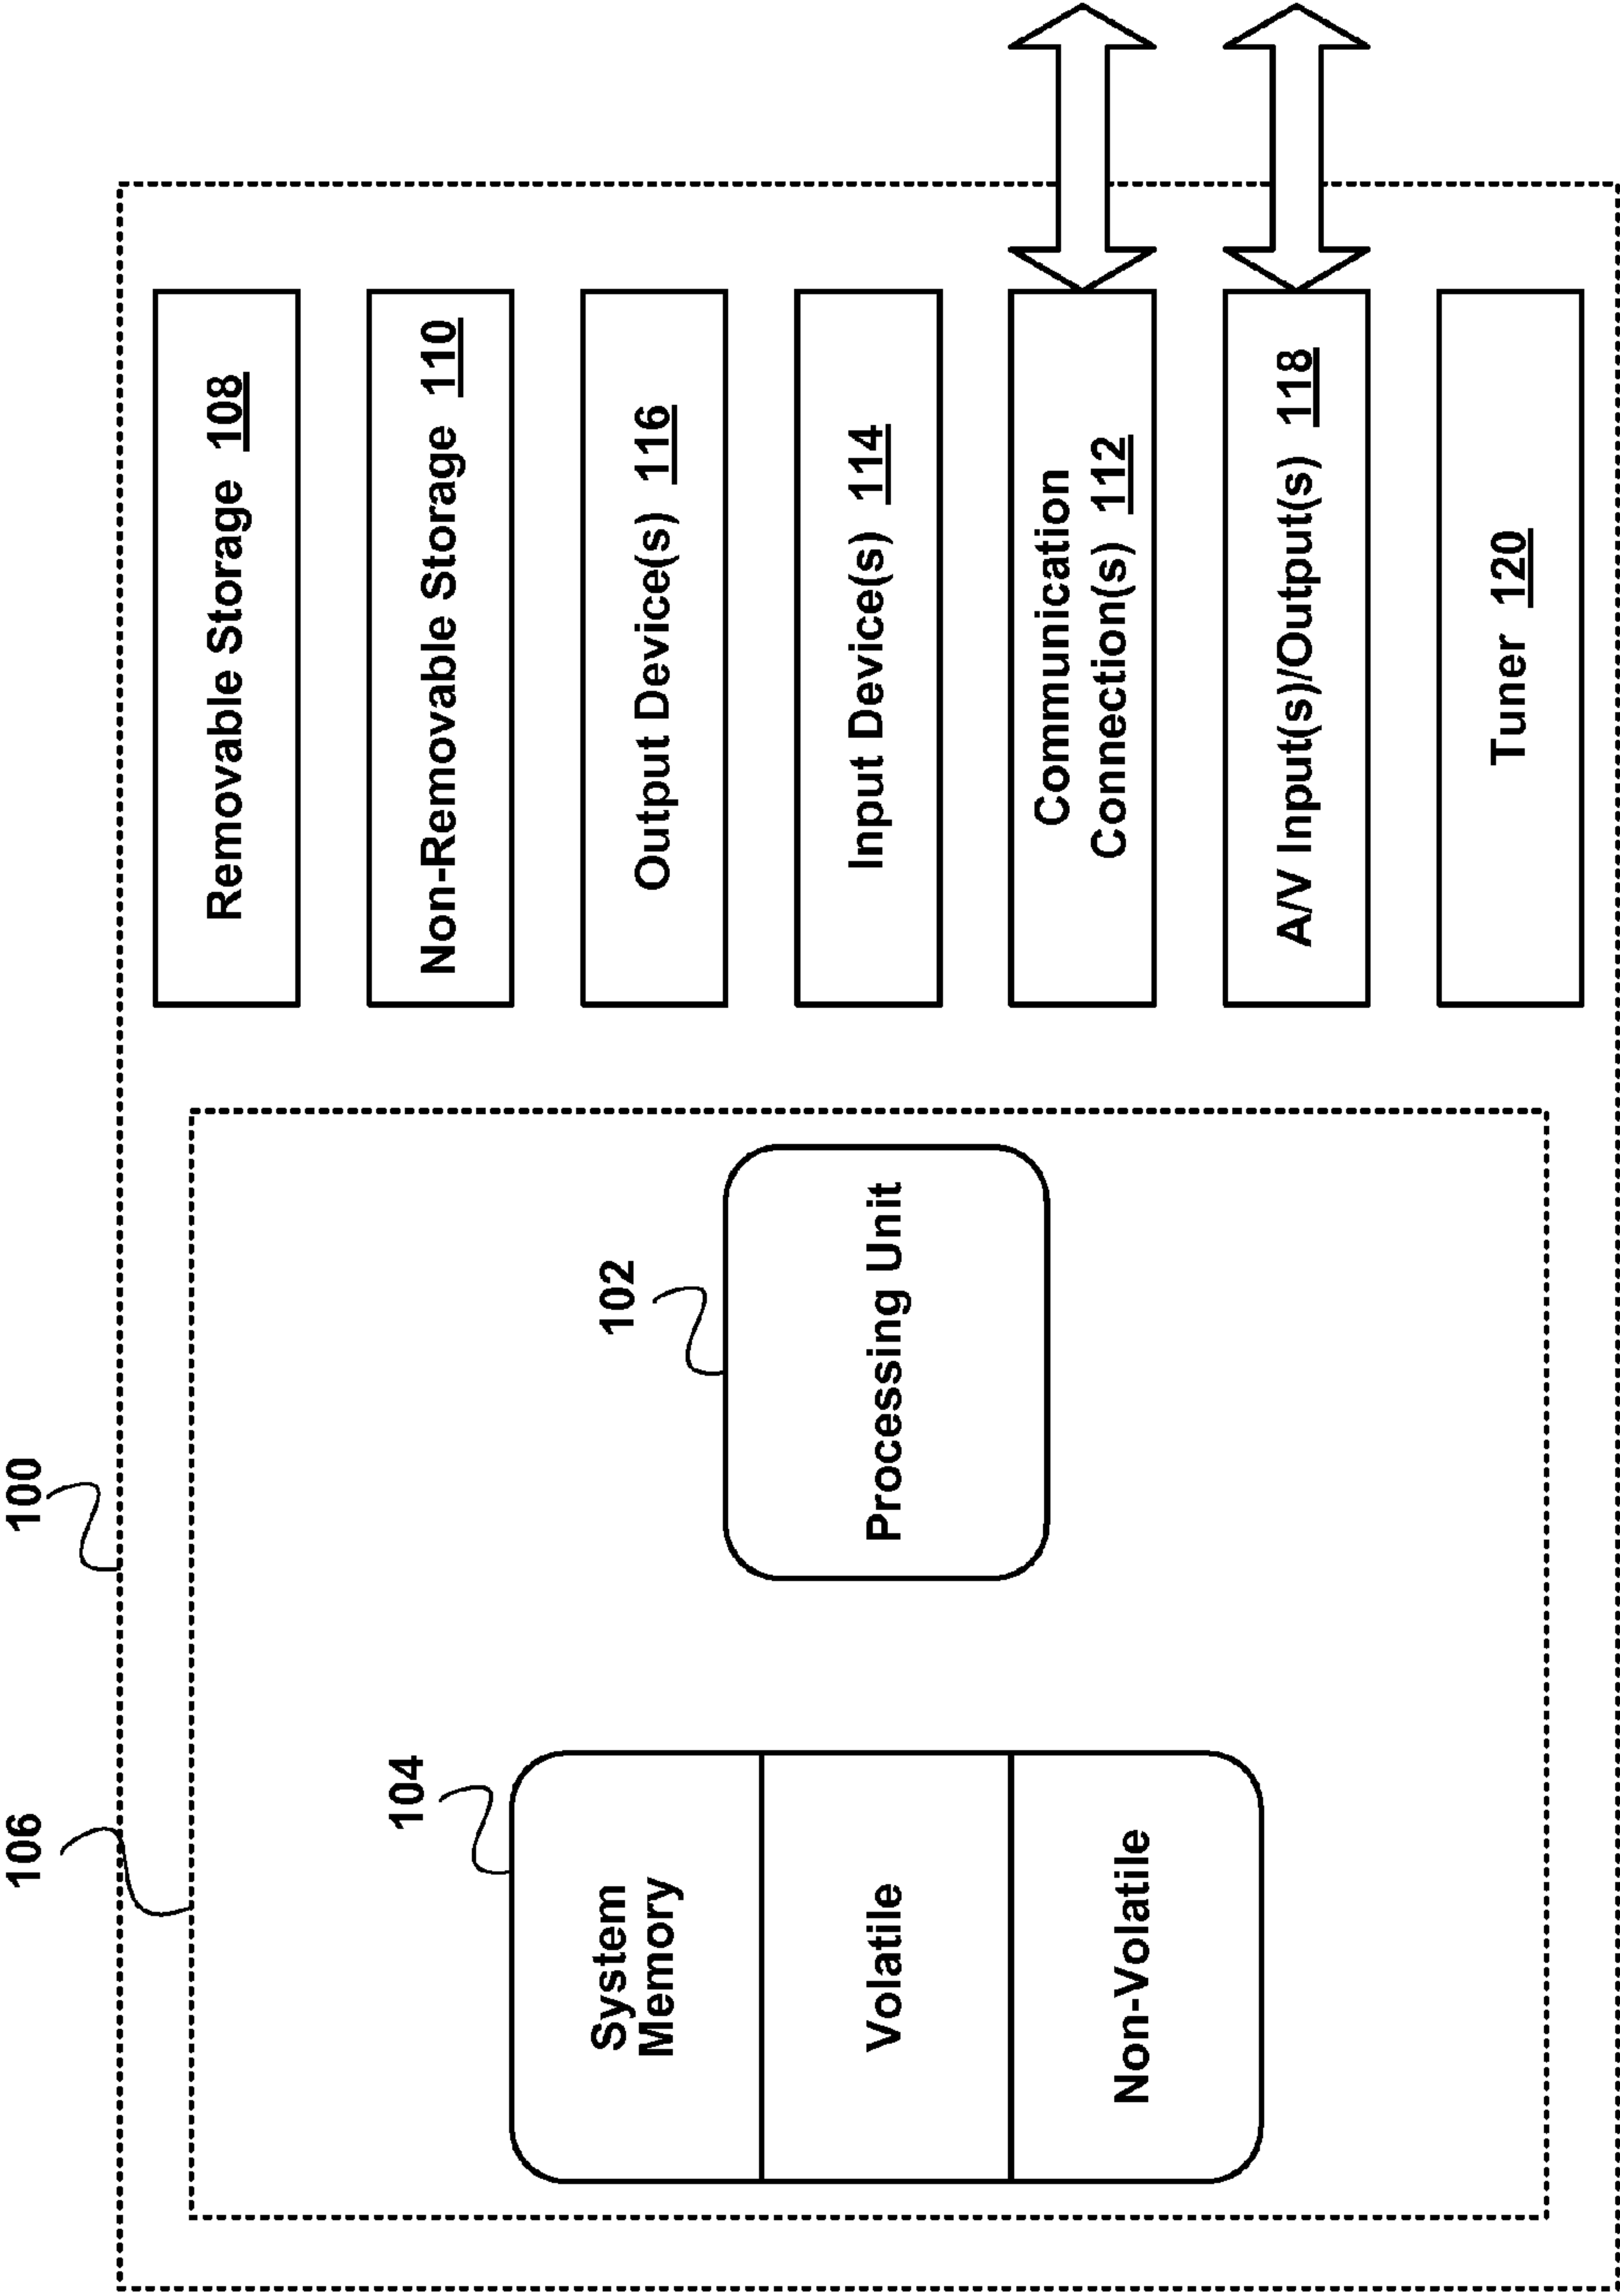 100
106
104
System
Memory
Volatile
Non-Volatile
102
Processing Unit
Removable Storage 108
Non-Removable Storage 110
Output Device(s) 116
Input Device(s) 114
Communication
Connection(s) 112
A/V Input(s)/Output(s) 118
Tuner 120